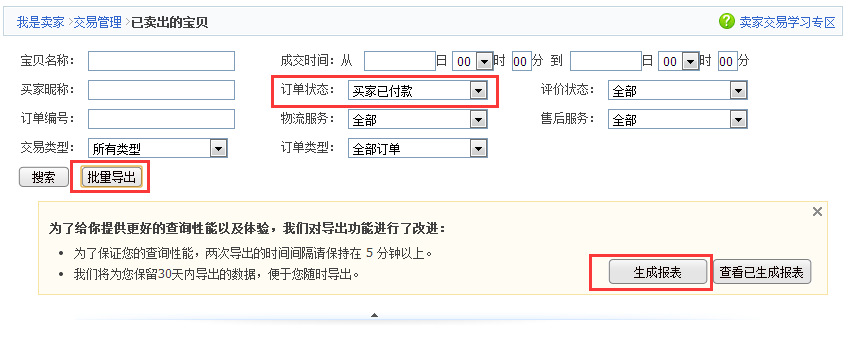 我是卖家 > 交易管理 > 已卖出的宝贝 卖家交易学习专区
宝贝名称： 成交时间：从 日 00 时 00 分 到 日 00 时 00 分
买家昵称： 订单状态： 买家已付款 评价状态： 全部
订单编号： 物流服务： 全部 售后服务： 全部
交易类型： 所有类型 订单类型： 全部订单
搜索 批量导出
为了给你提供更好的查询性能以及体验，我们对导出功能进行了改进：
• 为了保证您的查询性能，两次导出的时间间隔请保持在 5 分钟以上。
• 我们将为您保留30天内导出的数据，便于您随时导出。
生成报表 查看已生成报表